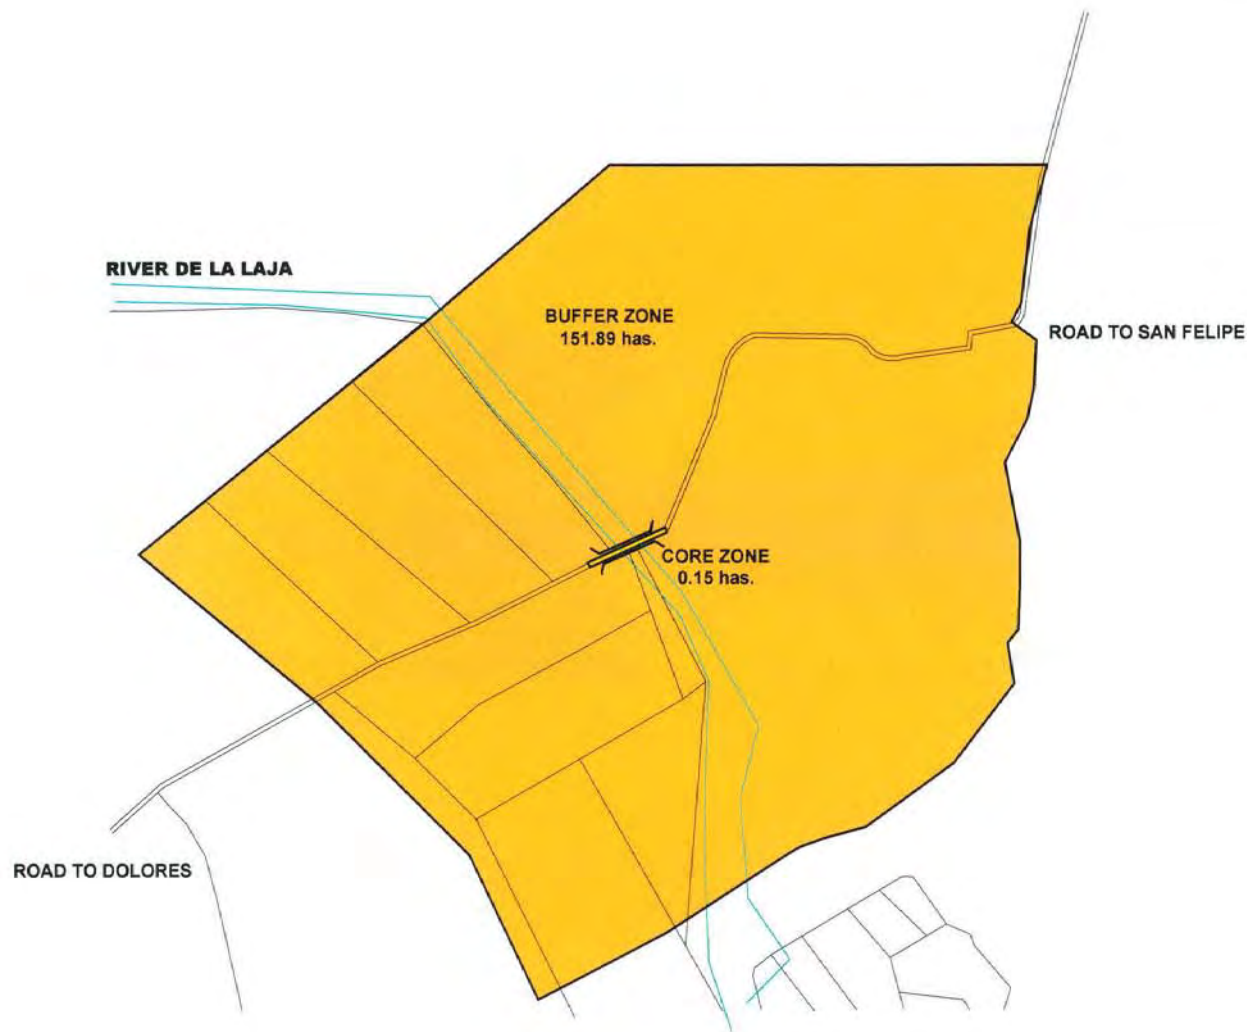 RIVER DE LA LAJA
BUFFER ZONE
151.89 has.
ROAD TO SAN FELIPE
CORE ZONE
0.15 has.
ROAD TO DOLORES